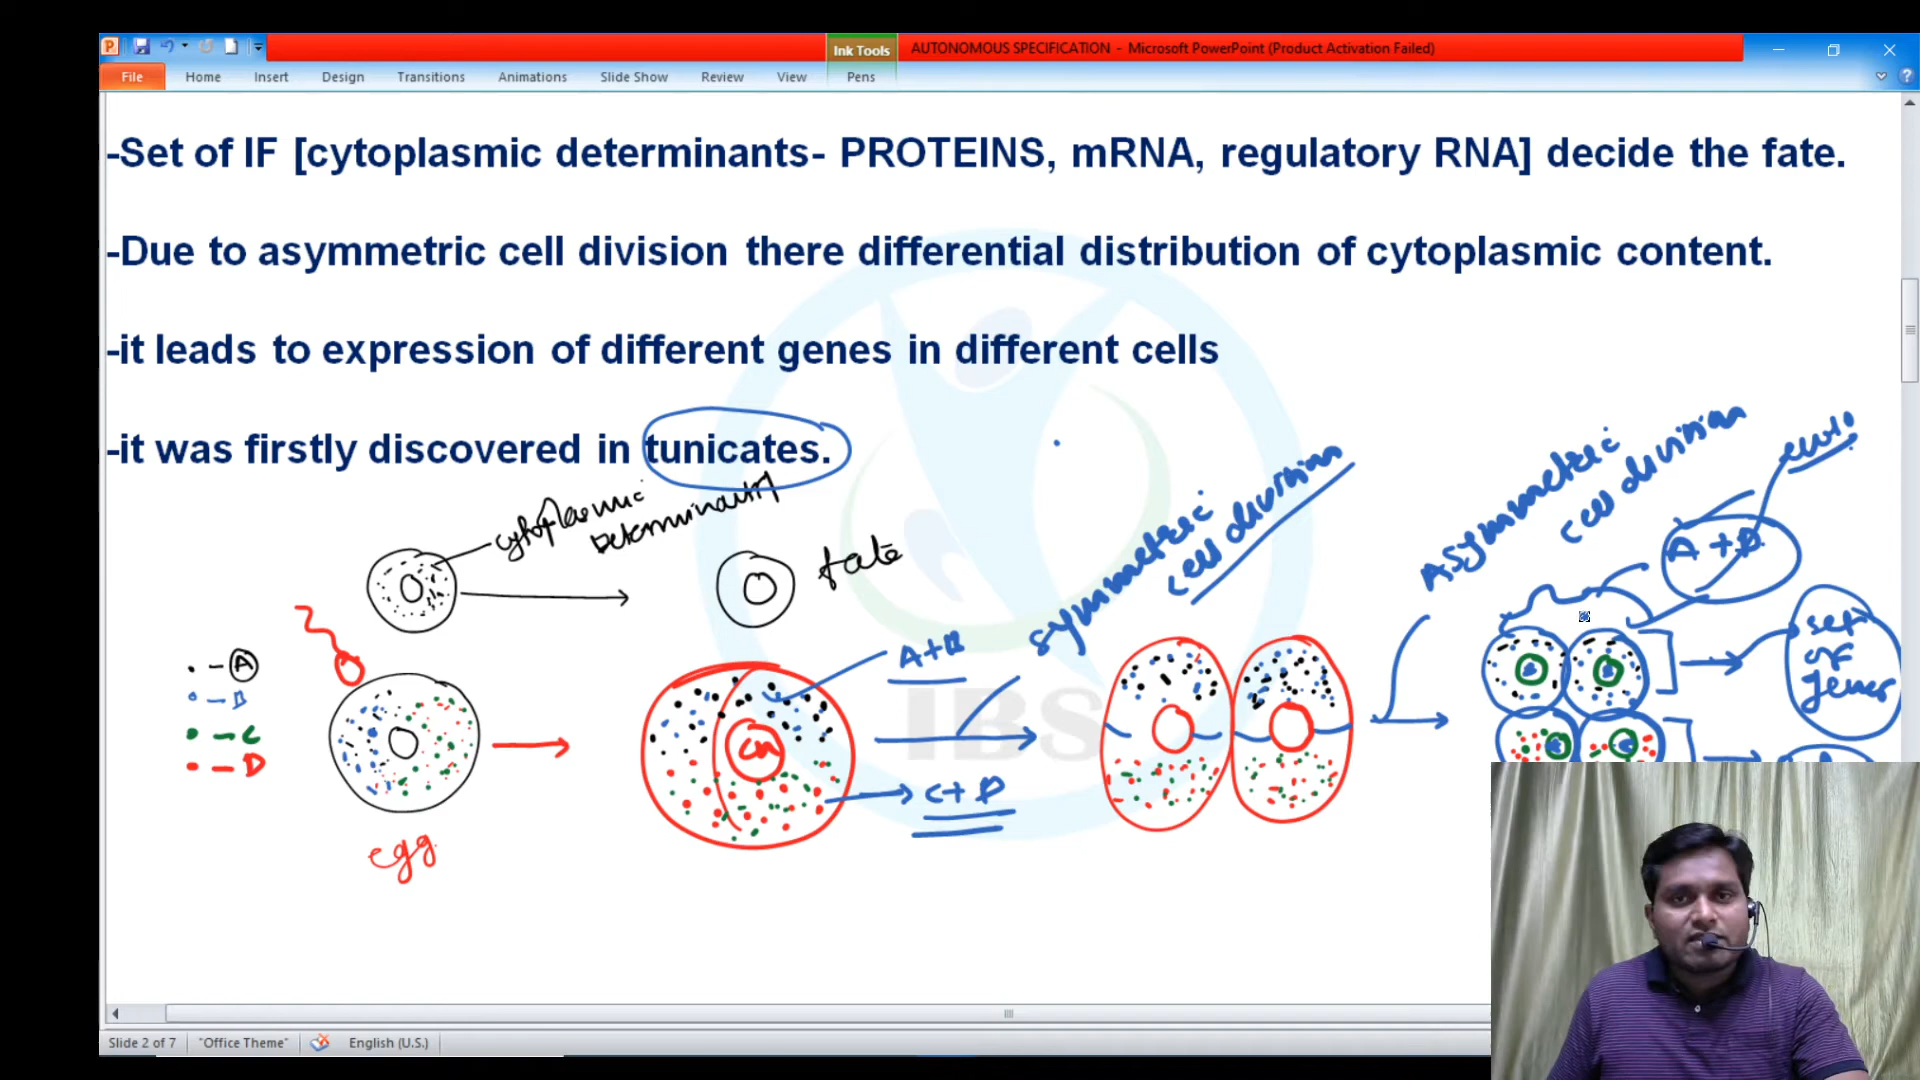 Ink Tools
AUTONOMOUS SPECIFICATION - Microsoft PowerPoint (Product Activation Failed)
File Home Insert Design Transitions Animations Slide Show Review View Pens
-Set of IF [cytoplasmic determinants- PROTEINS, mRNA, regulatory RNA] decide the fate.
-Due to asymmetric cell division there differential distribution of cytoplasmic content.
-it leads to expression of different genes in different cells
-it was firstly discovered in tunicates.
cytoplasmic
Determinants
fate
symmetric
cell division
Asymmetric
cell division
A + B
set
of
genes
. - A
. - B
. - C
. - D
egg
A+B
C+D
IBS
Slide 2 of 7 "Office Theme" English (U.S.)